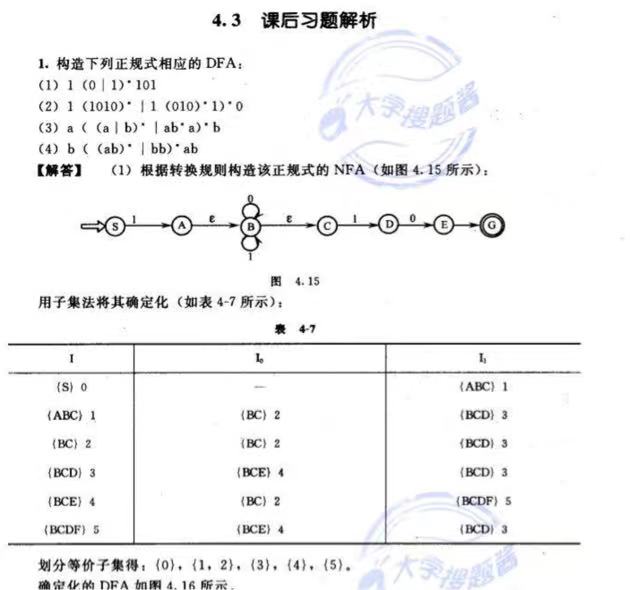 4.3 课后习题解析
1. 构造下列正规式相应的 DFA：
(1) 1 (0 | 1)* 101
(2) 1 (1010)* | 1 (010)* 1)* 0
(3) a ( (a | b)* | ab* a)* b
(4) b ( (ab)* | bb)* ab
【解答】 (1) 根据转换规则构造该正规式的 NFA（如图 4.15 所示）：
0
S 1 A ε B ε C 1 D 0 E G
1
图 4.15
用子集法将其确定化（如表 4-7 所示）：
表 4-7
I I₀ I₁
{S} 0 — {ABC} 1
{ABC} 1 {BC} 2 {BCD} 3
{BC} 2 {BC} 2 {BCD} 3
{BCD} 3 {BCE} 4 {BCD} 3
{BCE} 4 {BC} 2 {BCDF} 5
{BCDF} 5 {BCE} 4 {BCD} 3
划分等价子集得：{0}，{1，2}，{3}，{4}，{5}。
确定化的 DFA 如图 4.16 所示。
大学搜题酱
大学搜题酱